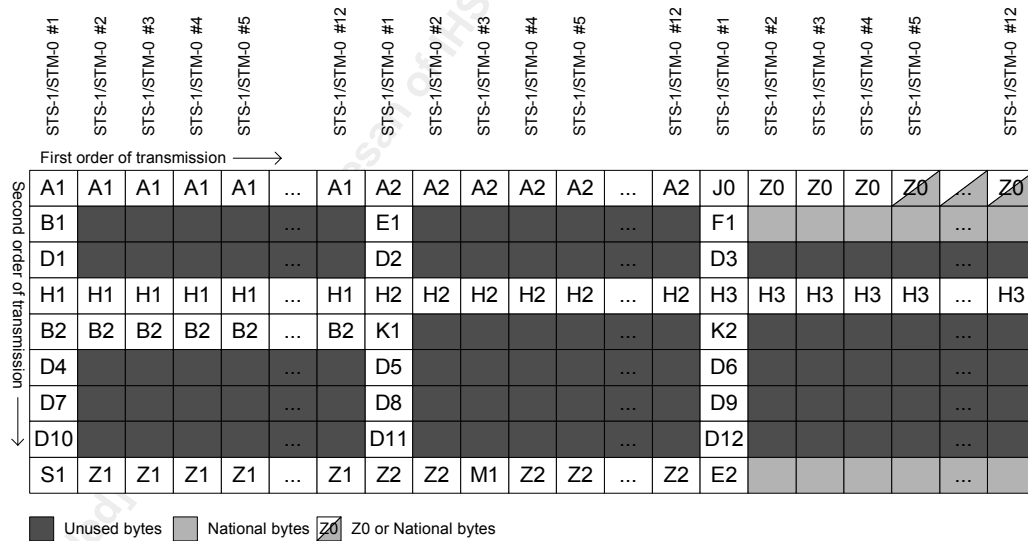 STS-1/STM-0 #1 STS-1/STM-0 #2 STS-1/STM-0 #3 STS-1/STM-0 #4 STS-1/STM-0 #5 STS-1/STM-0 #12 STS-1/STM-0 #1 STS-1/STM-0 #2 STS-1/STM-0 #3 STS-1/STM-0 #4 STS-1/STM-0 #5 STS-1/STM-0 #12 STS-1/STM-0 #1 STS-1/STM-0 #2 STS-1/STM-0 #3 STS-1/STM-0 #4 STS-1/STM-0 #5 STS-1/STM-0 #12
First order of transmission
Second order of transmission
A1 A1 A1 A1 A1 ... A1 A2 A2 A2 A2 A2 ... A2 J0 Z0 Z0 Z0 Z0 ... Z0
B1 ... E1 ... F1 ...
D1 ... D2 ... D3 ...
H1 H1 H1 H1 H1 ... H1 H2 H2 H2 H2 H2 ... H2 H3 H3 H3 H3 H3 ... H3
B2 B2 B2 B2 B2 ... B2 K1 ... K2 ...
D4 ... D5 ... D6 ...
D7 ... D8 ... D9 ...
D10 ... D11 ... D12 ...
S1 Z1 Z1 Z1 Z1 ... Z1 Z2 Z2 M1 Z2 Z2 ... Z2 E2 ...
Unused bytes National bytes Z0 Z0 or National bytes